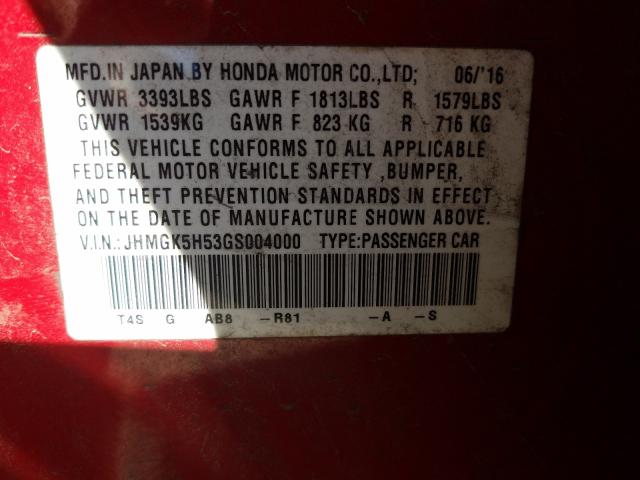 MFD.IN JAPAN.BY HONDA MOTOR CO.,LTD; 06/'16
GVWR 3393LBS GAWR F 1813LBS R 1579LBS
GVWR 1539KG GAWR F 823 KG R 716 KG
THIS VEHICLE CONFORMS TO ALL APPLICABLE
FEDERAL MOTOR VEHICLE SAFETY ,BUMPER,
AND THEFT PREVENTION STANDARDS IN EFFECT
ON THE DATE OF MANUFACTURE SHOWN ABOVE.
V.I.N.:JHMGK5H53GS004000 TYPE:PASSENGER CAR
T4S G AB8 -R81 -A -S